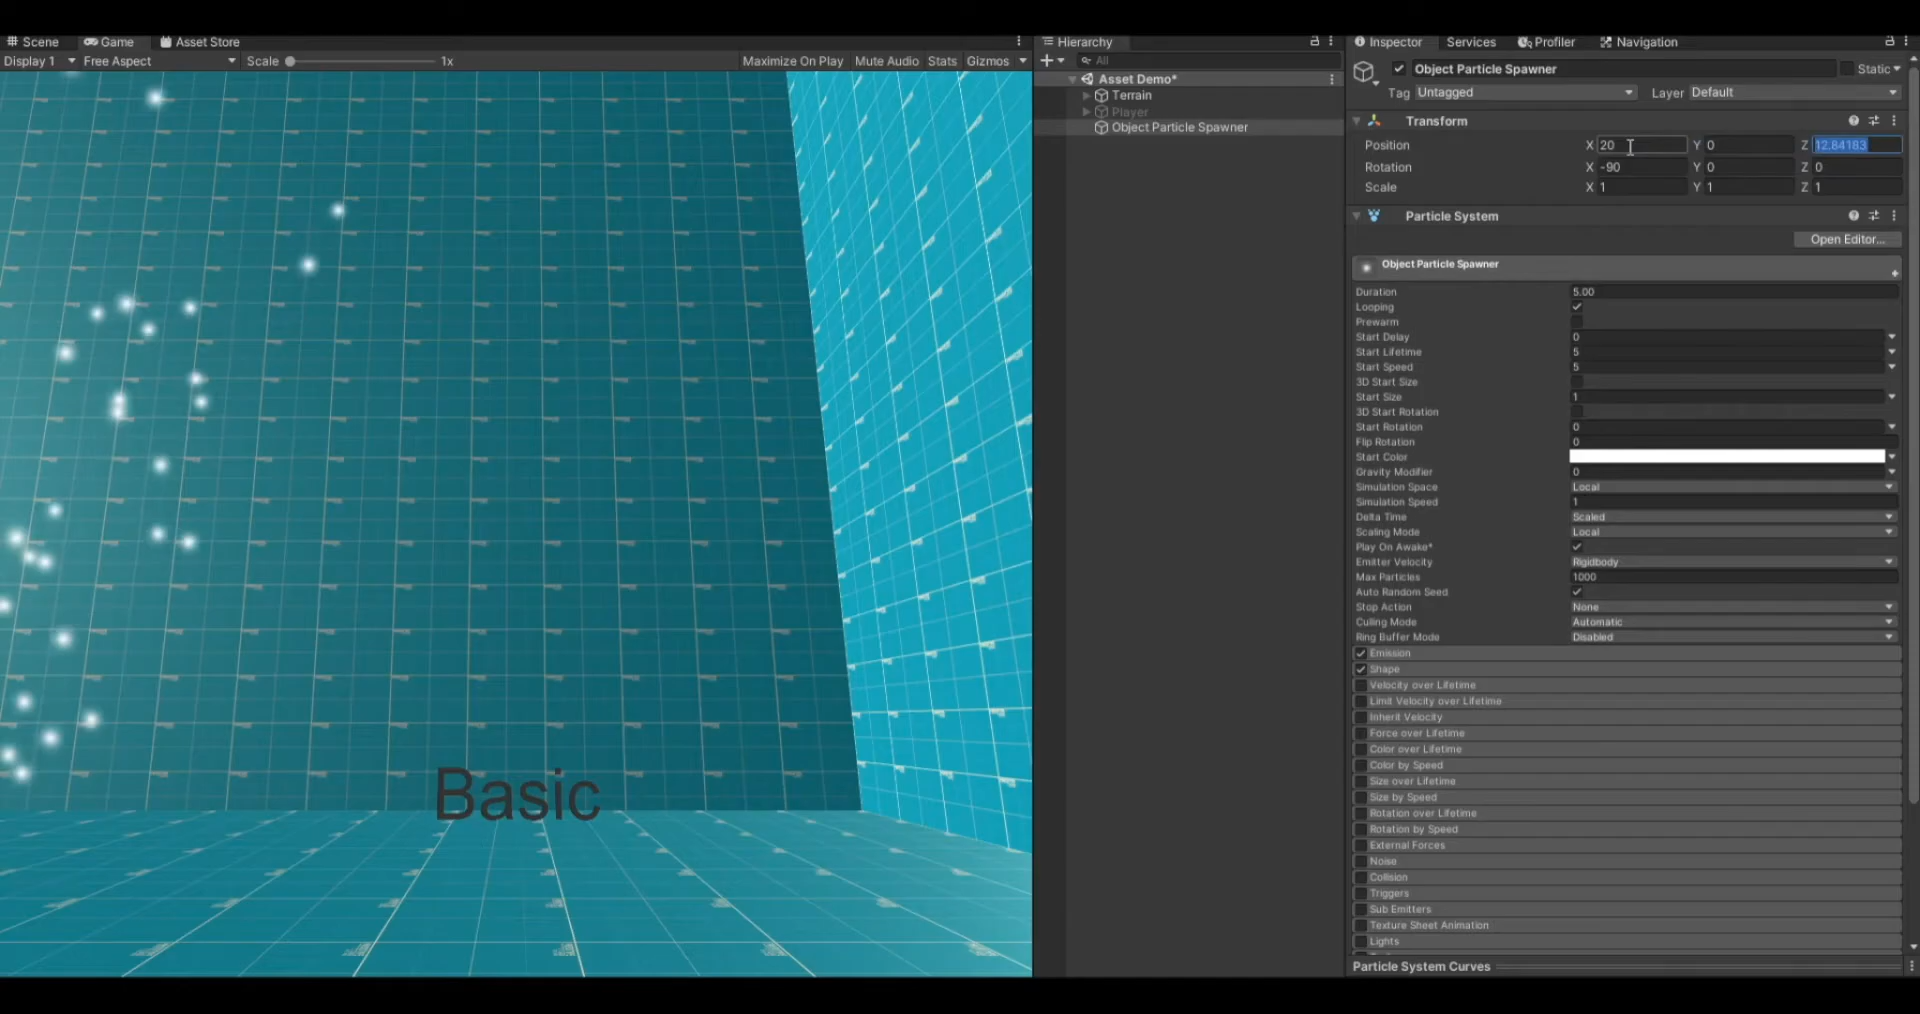 Scene Game Asset Store
Display 1 Free Aspect Scale 1x Maximize On Play Mute Audio Stats Gizmos
Basic
Hierarchy
All
Asset Demo*
Terrain
Player
Object Particle Spawner
Inspector Services Profiler Navigation
Object Particle Spawner Static
Tag Untagged Layer Default
Transform
Position X 20 Y 0 Z 12.84183
Rotation X -90 Y 0 Z 0
Scale X 1 Y 1 Z 1
Particle System
Open Editor...
Object Particle Spawner
Duration 5.00
Looping
Prewarm
Start Delay 0
Start Lifetime 5
Start Speed 5
3D Start Size
Start Size 1
3D Start Rotation
Start Rotation 0
Flip Rotation 0
Start Color
Gravity Modifier 0
Simulation Space Local
Simulation Speed 1
Delta Time Scaled
Scaling Mode Local
Play On Awake*
Emitter Velocity Rigidbody
Max Particles 1000
Auto Random Seed
Stop Action None
Culling Mode Automatic
Ring Buffer Mode Disabled
Emission
Shape
Velocity over Lifetime
Limit Velocity over Lifetime
Inherit Velocity
Force over Lifetime
Color over Lifetime
Color by Speed
Size over Lifetime
Size by Speed
Rotation over Lifetime
Rotation by Speed
External Forces
Noise
Collision
Triggers
Sub Emitters
Texture Sheet Animation
Lights
Particle System Curves